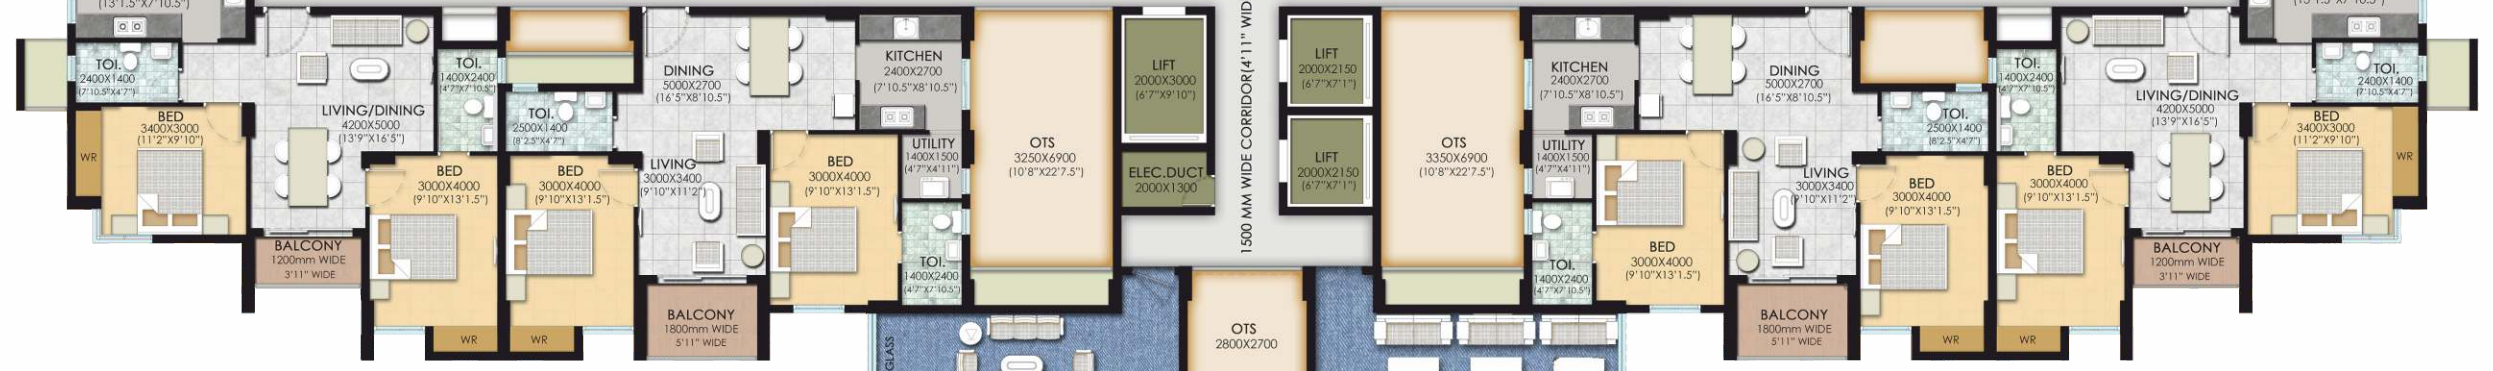 (13'1.5"X7'10.5")
TOI.
2400X1400
(7'10.5"X4'7")
BED
3400X3000
(11'2"X9'10")
WR
LIVING/DINING
4200X5000
(13'9"X16'5")
BALCONY
1200mm WIDE
3'11" WIDE
TOI.
1400X2400
(4'7"X7'10.5")
BED
3000X4000
(9'10"X13'1.5")
WR
TOI.
2500X1400
(8'2.5"X4'7")
BED
3000X4000
(9'10"X13'1.5")
WR
DINING
5000X2700
(16'5"X8'10.5")
LIVING
3000X3400
(9'10"X11'2")
BALCONY
1800mm WIDE
5'11" WIDE
KITCHEN
2400X2700
(7'10.5"X8'10.5")
BED
3000X4000
(9'10"X13'1.5")
UTILITY
1400X1500
(4'7"X4'11")
TOI.
1400X2400
(4'7"X7'10.5")
GLASS
OTS
3250X6900
(10'8"X22'7.5")
LIFT
2000X3000
(6'7"X9'10")
ELEC.DUCT
2000X1300
1500 MM WIDE CORRIDOR(4'11" WID
OTS
2800X2700
LIFT
2000X2150
(6'7"X7'1")
LIFT
2000X2150
(6'7"X7'1")
OTS
3350X6900
(10'8"X22'7.5")
KITCHEN
2400X2700
(7'10.5"X8'10.5")
UTILITY
1400X1500
(4'7"X4'11")
TOI.
1400X2400
(4'7"X7'10.5")
BED
3000X4000
(9'10"X13'1.5")
DINING
5000X2700
(16'5"X8'10.5")
LIVING
3000X3400
(9'10"X11'2")
BALCONY
1800mm WIDE
5'11" WIDE
TOI.
2500X1400
(8'2.5"X4'7")
BED
3000X4000
(9'10"X13'1.5")
WR
TOI.
1400X2400
(4'7"X7'10.5")
BED
3000X4000
(9'10"X13'1.5")
WR
LIVING/DINING
4200X5000
(13'9"X16'5")
BALCONY
1200mm WIDE
3'11" WIDE
(13'1.5"X7'10.5")
TOI.
2400X1400
(7'10.5"X4'7")
BED
3400X3000
(11'2"X9'10")
WR